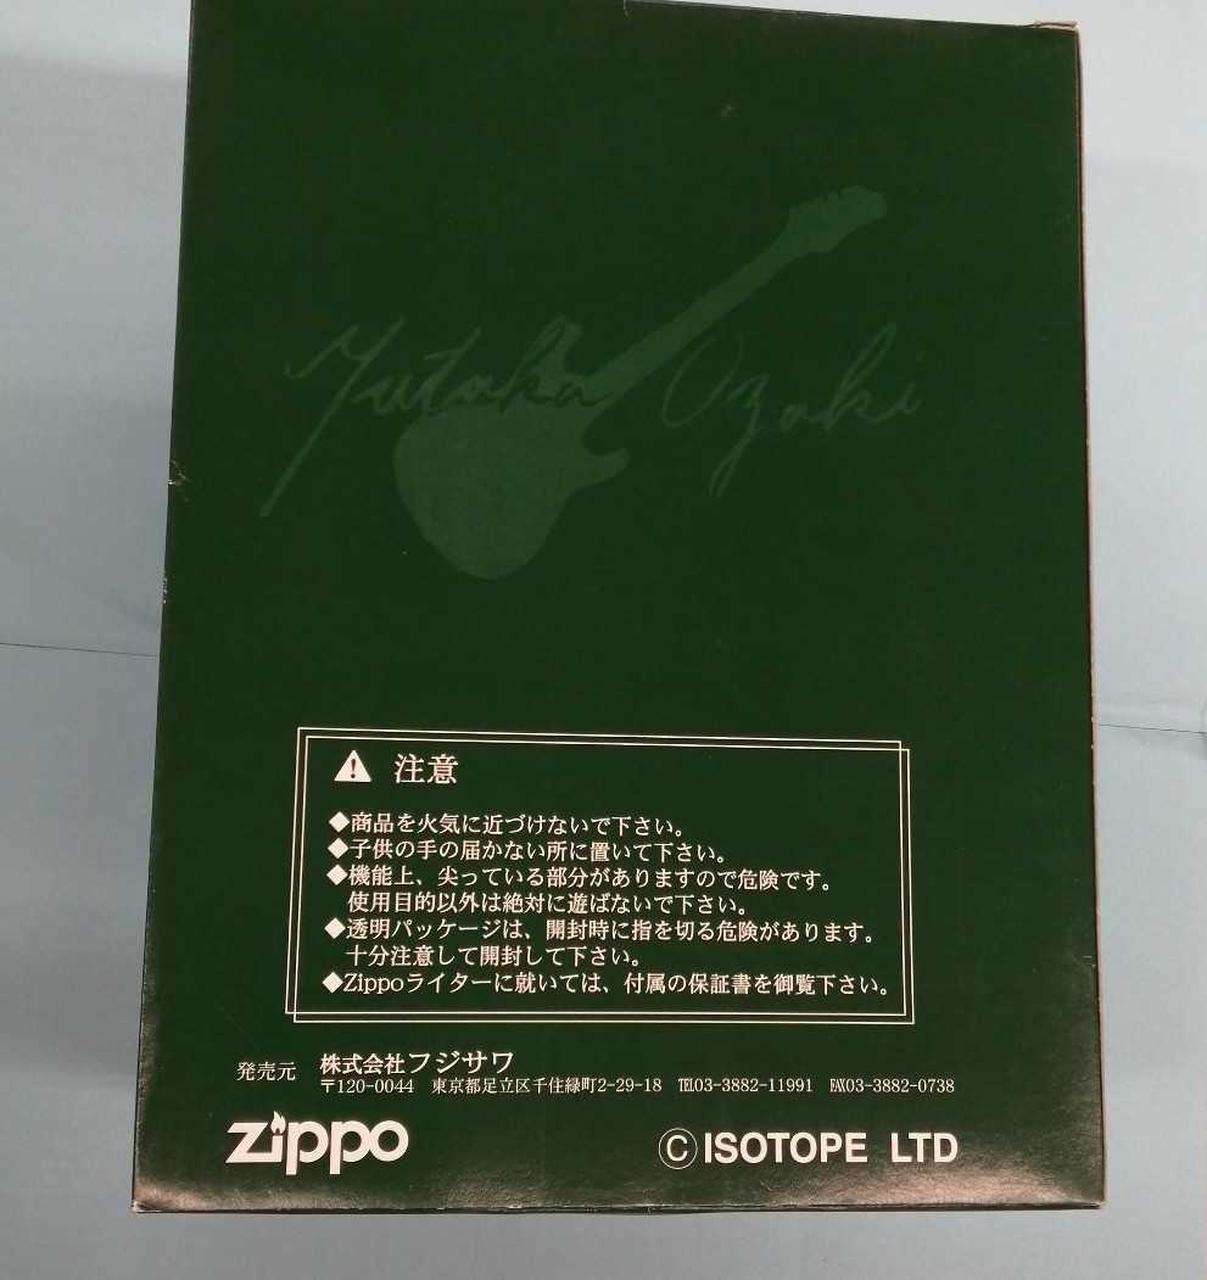 Yutaka Ozaki
⚠ 注意
◆商品を火気に近づけないで下さい。
◆子供の手の届かない所に置いて下さい。
◆機能上、尖っている部分がありますので危険です。
使用目的以外は絶対に遊ばないで下さい。
◆透明パッケージは、開封時に指を切る危険があります。
十分注意して開封して下さい。
◆Zippoライターに就いては、付属の保証書を御覧下さい。
発売元 株式会社フジサワ
〒120-0044 東京都足立区千住緑町2-29-18 TEL03-3882-11991 FAX03-3882-0738
zippo
©ISOTOPE LTD